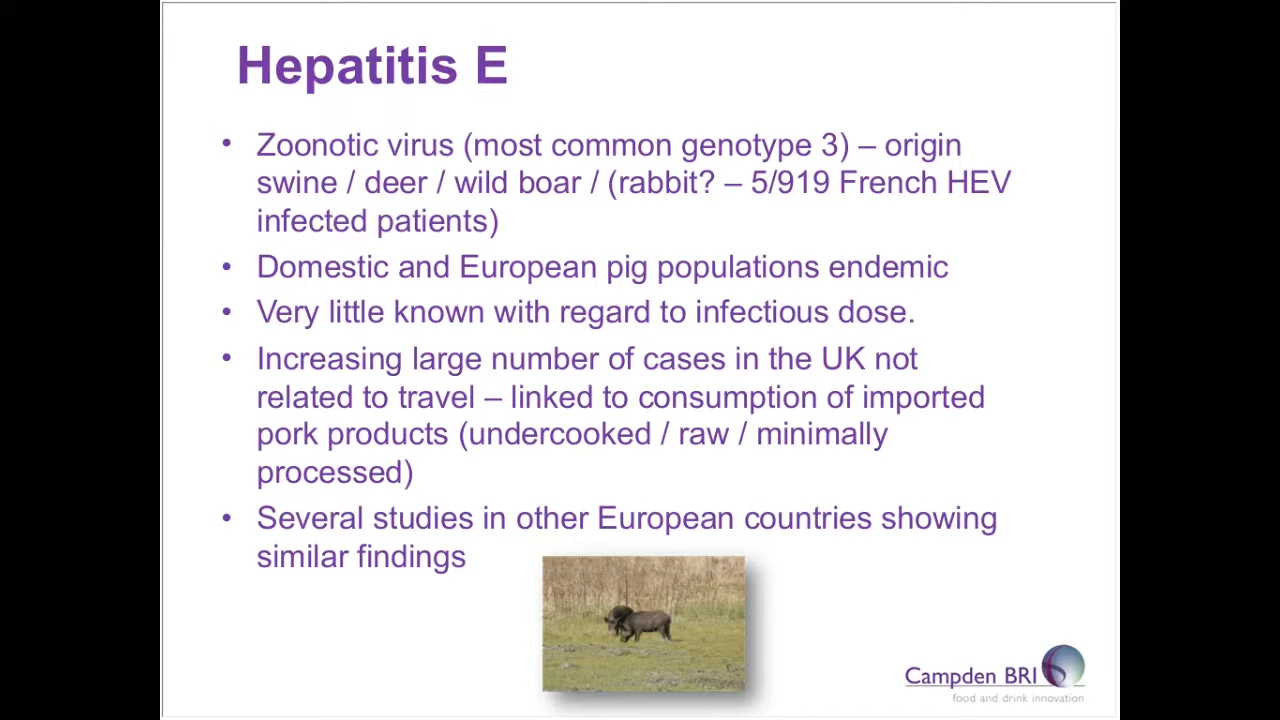 Hepatitis E
• Zoonotic virus (most common genotype 3) – origin
swine / deer / wild boar / (rabbit? – 5/919 French HEV
infected patients)
• Domestic and European pig populations endemic
• Very little known with regard to infectious dose.
• Increasing large number of cases in the UK not
related to travel – linked to consumption of imported
pork products (undercooked / raw / minimally
processed)
• Several studies in other European countries showing
similar findings
Campden BRI
food and drink innovation